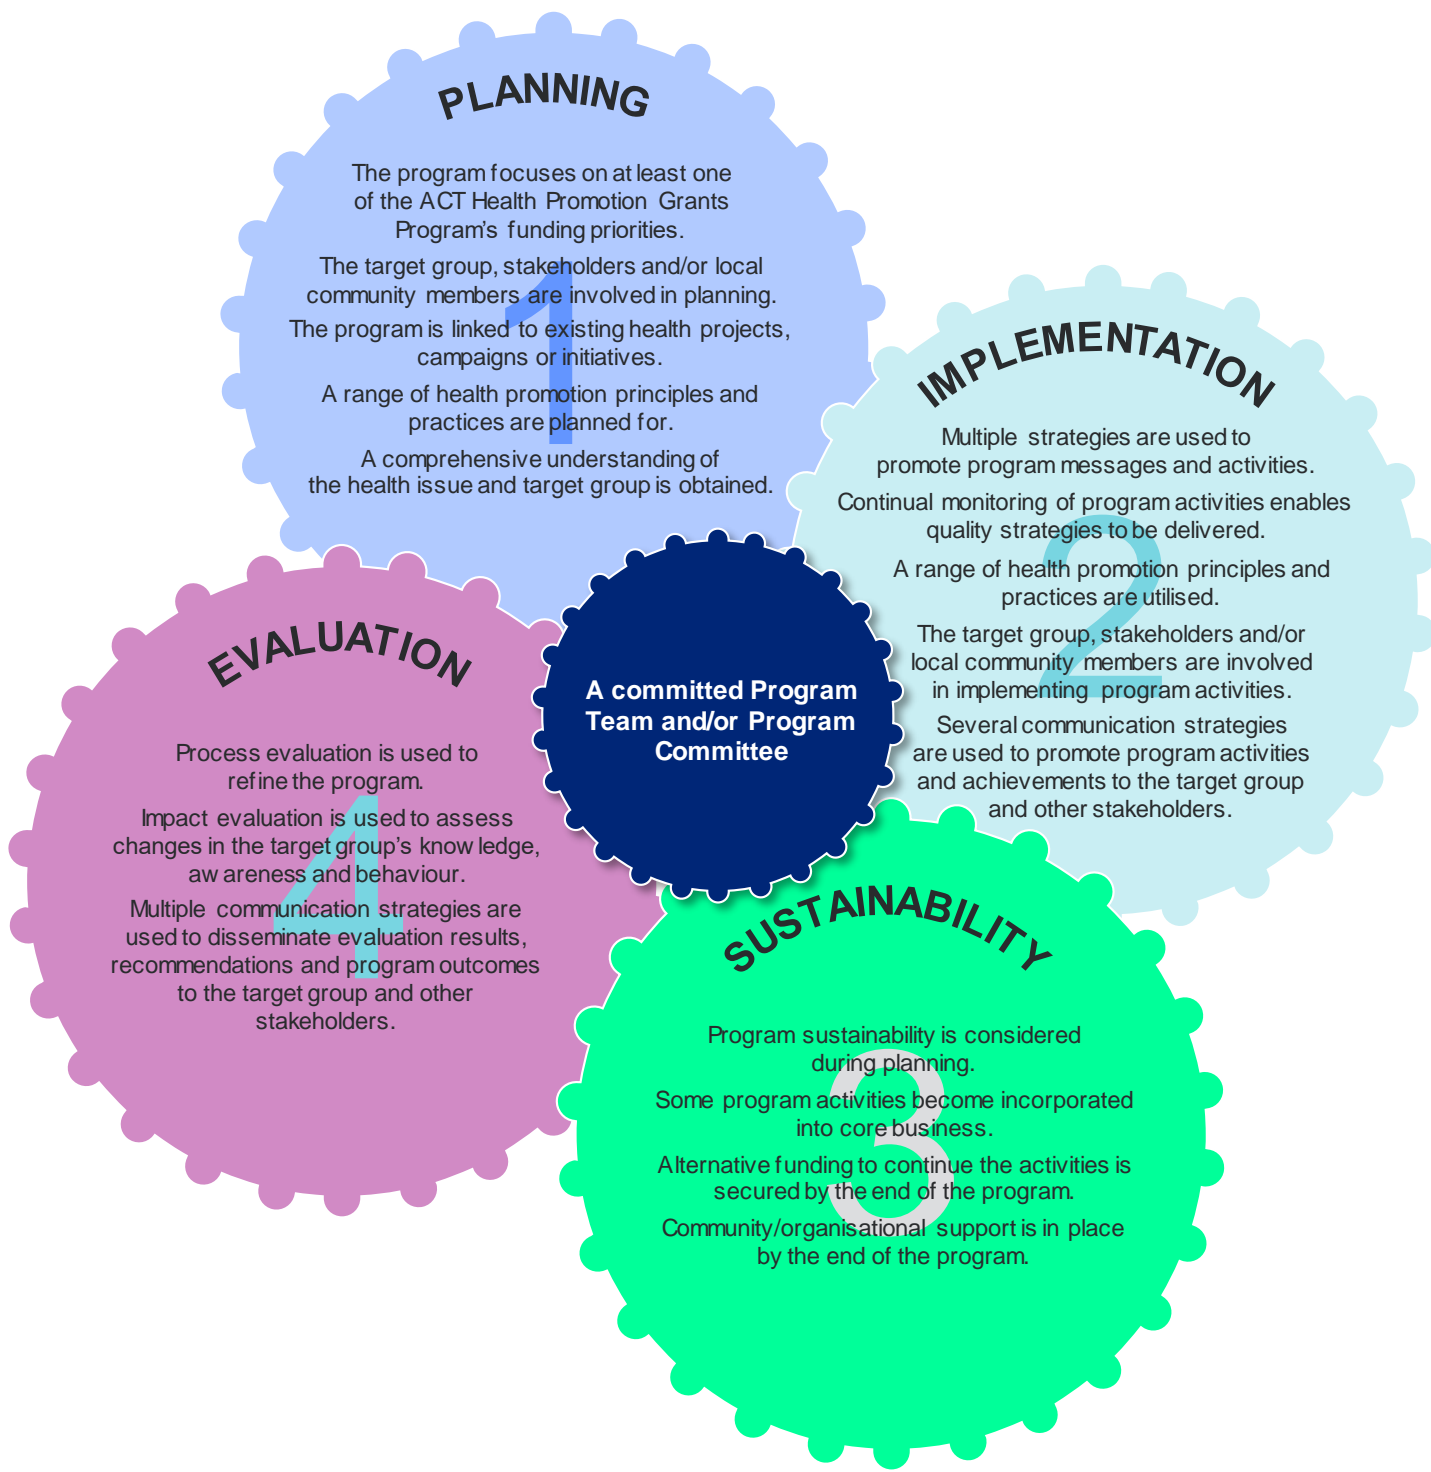 PLANNING
The program focuses on at least one
of the ACT Health Promotion Grants
Program's funding priorities.
The target group, stakeholders and/or local
community members are involved in planning.
The program is linked to existing health projects,
campaigns or initiatives.
A range of health promotion principles and
practices are planned for.
A comprehensive understanding of
the health issue and target group is obtained.
1
IMPLEMENTATION
Multiple strategies are used to
promote program messages and activities.
Continual monitoring of program activities enables
quality strategies to be delivered.
A range of health promotion principles and
practices are utilised.
The target group, stakeholders and/or
local community members are involved
in implementing program activities.
Several communication strategies
are used to promote program activities
and achievements to the target group
and other stakeholders.
2
A committed Program
Team and/or Program
Committee
SUSTAINABILITY
Program sustainability is considered
during planning.
Some program activities become incorporated
into core business.
Alternative funding to continue the activities is
secured by the end of the program.
Community/organisational support is in place
by the end of the program.
3
EVALUATION
Process evaluation is used to
refine the program.
Impact evaluation is used to assess
changes in the target group's knowledge,
awareness and behaviour.
Multiple communication strategies are
used to disseminate evaluation results,
recommendations and program outcomes
to the target group and other
stakeholders.
4